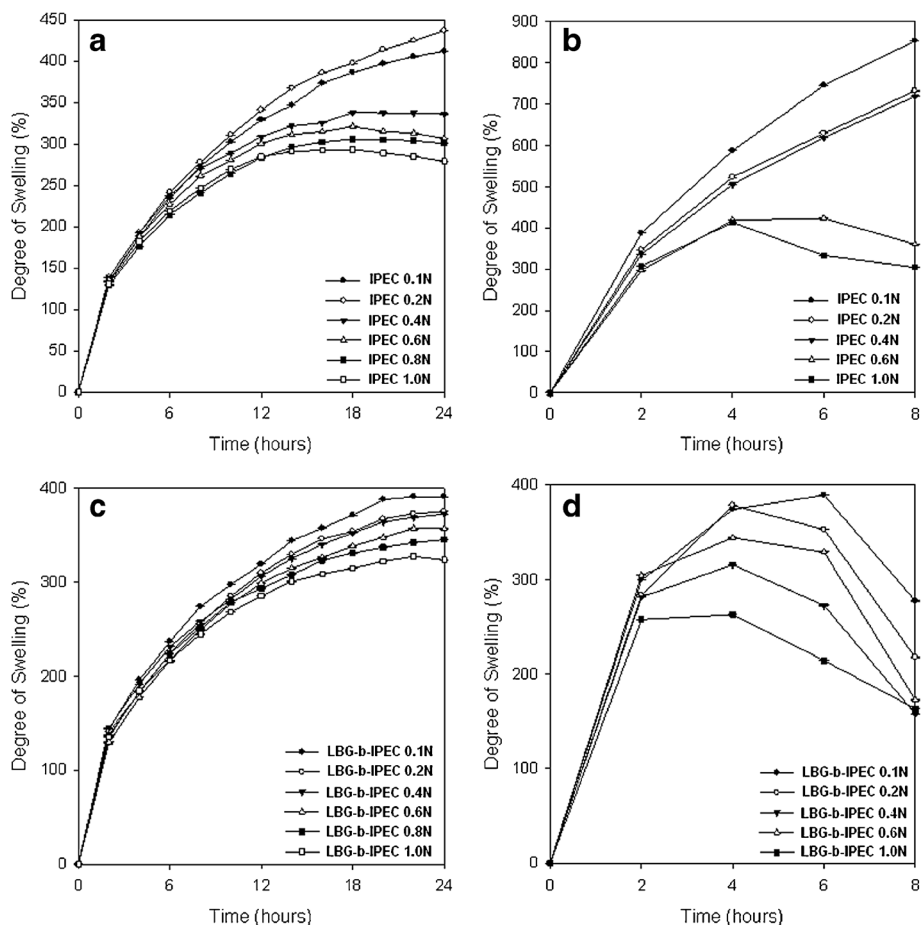 a
450
400
350
300
250
200
150
100
50
0
Degree of Swelling (%)
IPEC 0.1N
IPEC 0.2N
IPEC 0.4N
IPEC 0.6N
IPEC 0.8N
IPEC 1.0N
0 6 12 18 24
Time (hours)
b
900
800
700
600
500
400
300
200
100
0
Degree of Swelling (%)
IPEC 0.1N
IPEC 0.2N
IPEC 0.4N
IPEC 0.6N
IPEC 1.0N
0 2 4 6 8
Time (hours)
c
400
300
200
100
0
Degree of Swelling (%)
LBG-b-IPEC 0.1N
LBG-b-IPEC 0.2N
LBG-b-IPEC 0.4N
LBG-b-IPEC 0.6N
LBG-b-IPEC 0.8N
LBG-b-IPEC 1.0N
0 6 12 18 24
Time (hours)
d
400
300
200
100
0
Degree of Swelling (%)
LBG-b-IPEC 0.1N
LBG-b-IPEC 0.2N
LBG-b-IPEC 0.4N
LBG-b-IPEC 0.6N
LBG-b-IPEC 1.0N
0 2 4 6 8
Time (hours)